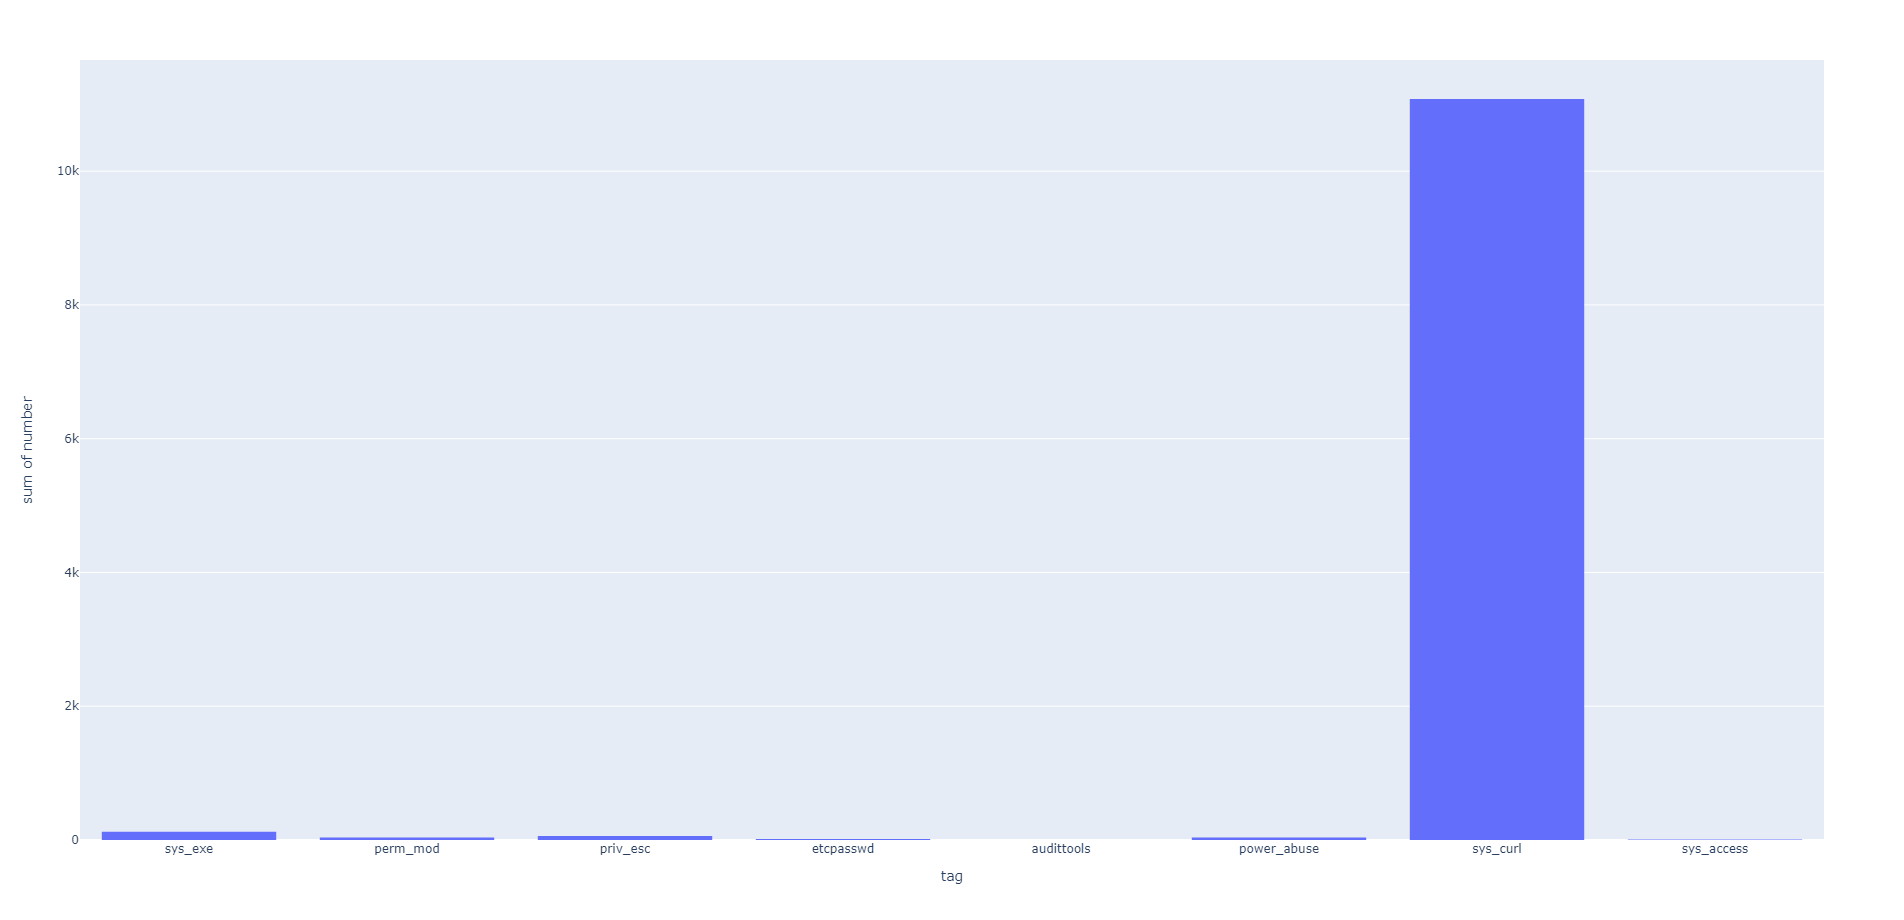 10k
8k
6k
4k
2k
0
sum of number
sys_exe perm_mod priv_esc etcpasswd audittools power_abuse sys_curl sys_access
tag